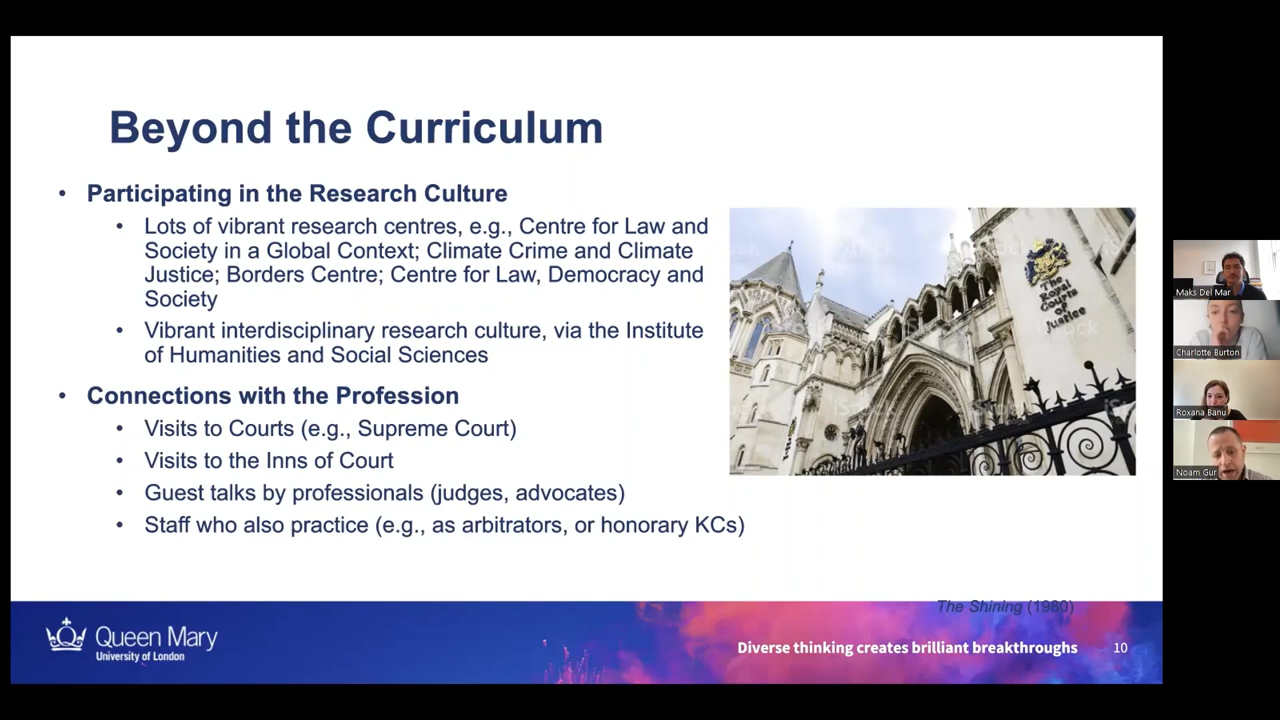 Beyond the Curriculum
• Participating in the Research Culture
• Lots of vibrant research centres, e.g., Centre for Law and
Society in a Global Context; Climate Crime and Climate
Justice; Borders Centre; Centre for Law, Democracy and
Society
• Vibrant interdisciplinary research culture, via the Institute
of Humanities and Social Sciences
• Connections with the Profession
• Visits to Courts (e.g., Supreme Court)
• Visits to the Inns of Court
• Guest talks by professionals (judges, advocates)
• Staff who also practice (e.g., as arbitrators, or honorary KCs)
The
Royal
Courts
of
Justice
iStock
The Shining (1980)
Queen Mary
University of London
Diverse thinking creates brilliant breakthroughs
10
Maks Del Mar
Charlotte Burton
Roxana Banu
Noam Gur